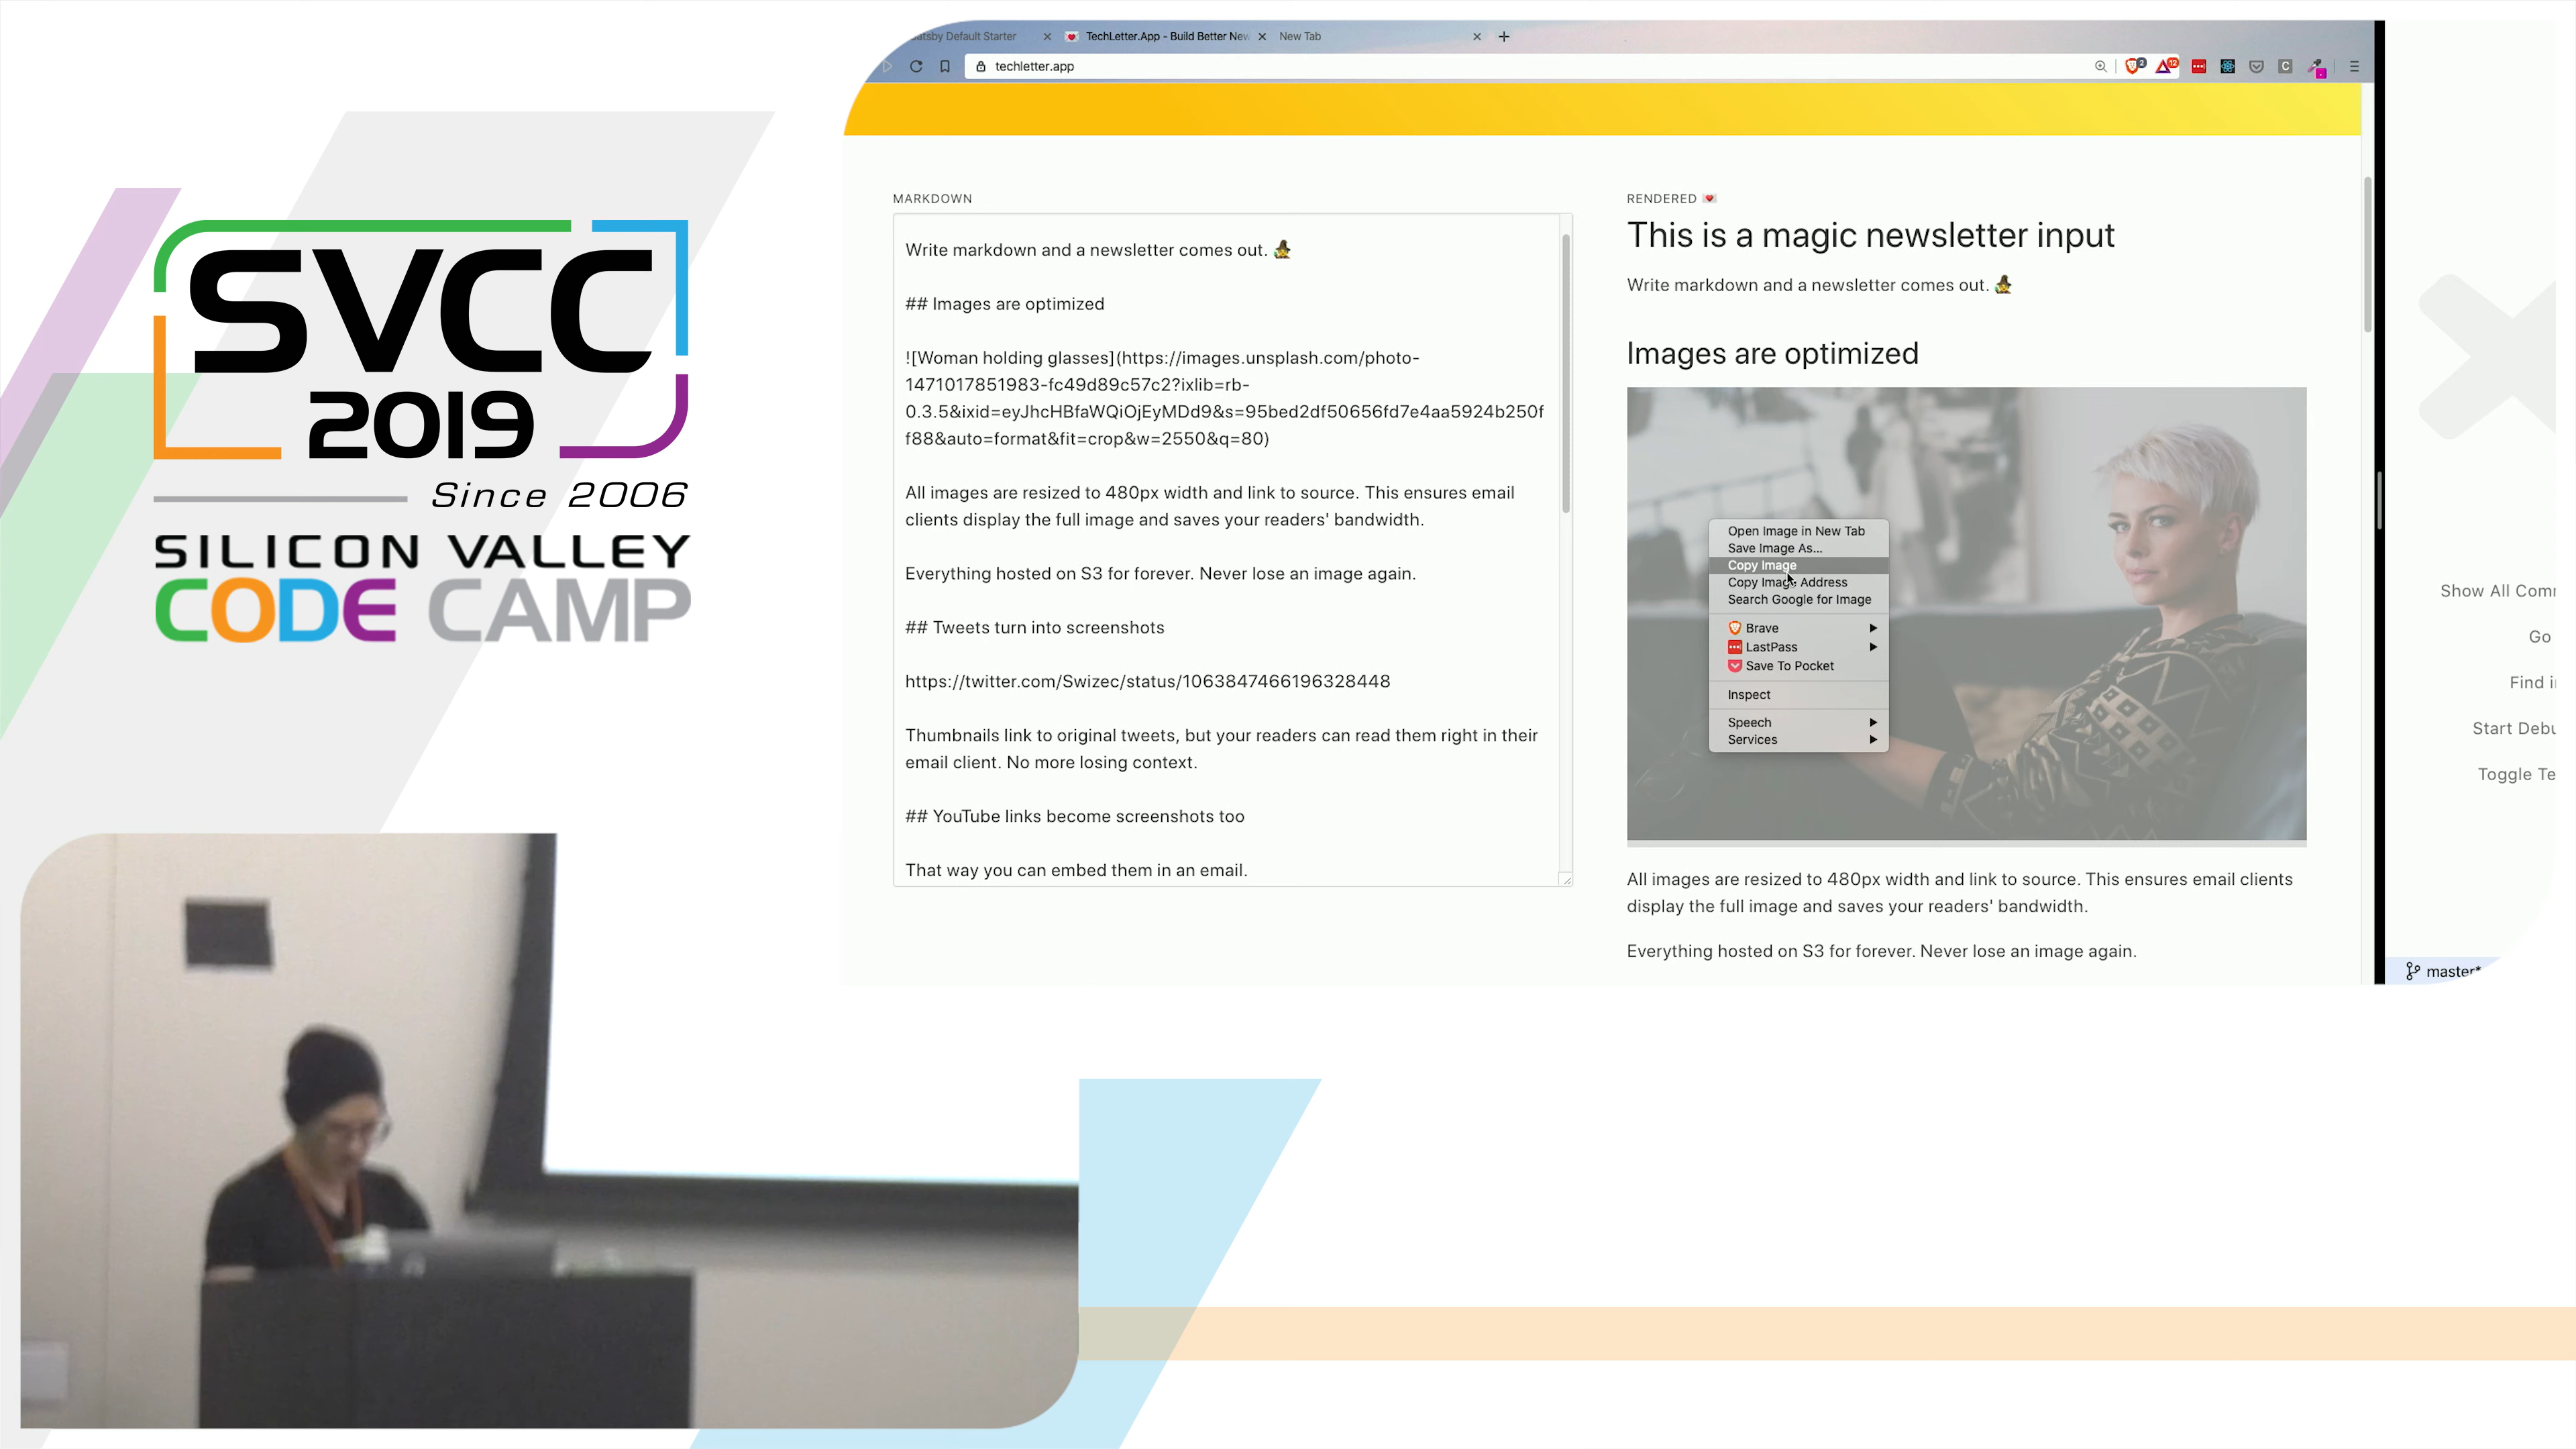 SVCC
2019
Since 2006
SILICON VALLEY
CODE CAMP
Gatsby Default Starter
TechLetter.App - Build Better New
New Tab
techletter.app
2
12
C
MARKDOWN
Write markdown and a newsletter comes out.
## Images are optimized
![Woman holding glasses](https://images.unsplash.com/photo-
1471017851983-fc49d89c57c2?ixlib=rb-
0.3.5&ixid=eyJhcHBfaWQiOjEyMDd9&s=95bed2df50656fd7e4aa5924b250f
f88&auto=format&fit=crop&w=2550&q=80)
All images are resized to 480px width and link to source. This ensures email
clients display the full image and saves your readers' bandwidth.
Everything hosted on S3 for forever. Never lose an image again.
## Tweets turn into screenshots
https://twitter.com/Swizec/status/1063847466196328448
Thumbnails link to original tweets, but your readers can read them right in their
email client. No more losing context.
## YouTube links become screenshots too
That way you can embed them in an email.
RENDERED
This is a magic newsletter input
Write markdown and a newsletter comes out.
Images are optimized
Open Image in New Tab
Save Image As...
Copy Image
Copy Image Address
Search Google for Image
Brave
LastPass
Save To Pocket
Inspect
Speech
Services
All images are resized to 480px width and link to source. This ensures email clients
display the full image and saves your readers' bandwidth.
Everything hosted on S3 for forever. Never lose an image again.
Show All Com
Go
Find i
Start Debu
Toggle Te
master*